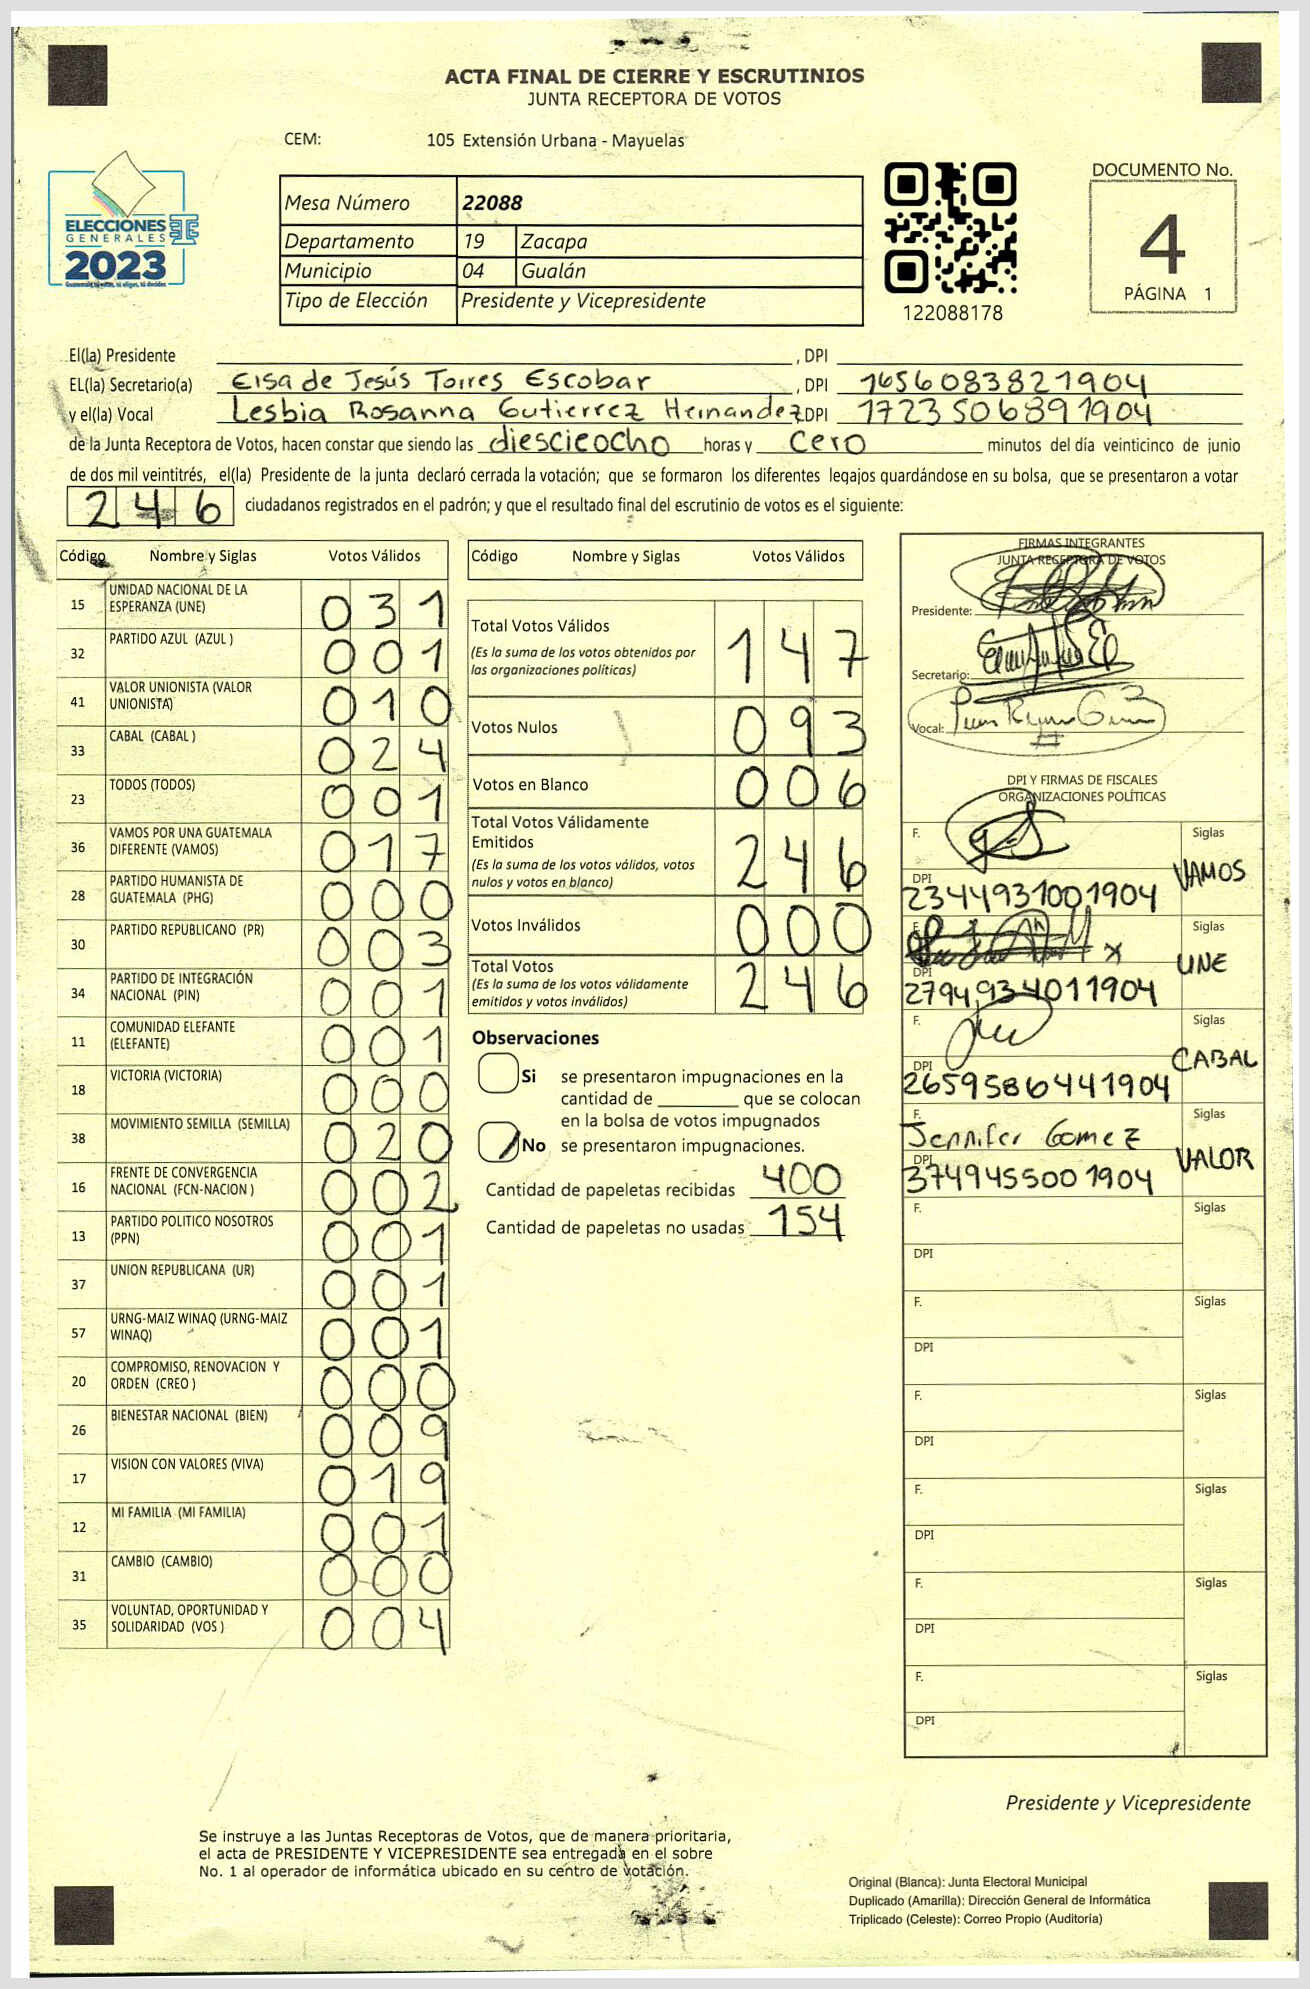 ACTA FINAL DE CIERRE Y ESCRUTINIOS
JUNTA RECEPTORA DE VOTOS
CEM: 105 Extensión Urbana - Mayuelas
ELECCIONES
GENERALES
2023
Mesa Número 22088
Departamento 19 Zacapa
Municipio 04 Gualán
Tipo de Elección Presidente y Vicepresidente
122088178
DOCUMENTO No.
4
PÁGINA 1
El(la) Presidente , DPI
EL(la) Secretario(a) Elsa de Jesús Torres Escobar , DPI 1656083821904
y el(la) Vocal Lesbia Rosanna Gutierrez Hernandez DPI 1723506891904
de la Junta Receptora de Votos, hacen constar que siendo las diescieocho horas y cero minutos del día veinticinco de junio
de dos mil veintitrés, el(la) Presidente de la junta declaró cerrada la votación; que se formaron los diferentes legajos quardándose en su bolsa, que se presentaron a votar
246 ciudadanos registrados en el padrón; y que el resultado final del escrutinio de votos es el siguiente:
Código Nombre y Siglas Votos Válidos
15 UNIDAD NACIONAL DE LA ESPERANZA (UNE) 031
32 PARTIDO AZUL (AZUL ) 001
41 VALOR UNIONISTA (VALOR UNIONISTA) 010
33 CABAL (CABAL ) 024
23 TODOS (TODOS) 001
36 VAMOS POR UNA GUATEMALA DIFERENTE (VAMOS) 017
28 PARTIDO HUMANISTA DE GUATEMALA (PHG) 000
30 PARTIDO REPUBLICANO (PR) 003
34 PARTIDO DE INTEGRACIÓN NACIONAL (PIN) 001
11 COMUNIDAD ELEFANTE (ELEFANTE) 001
18 VICTORIA (VICTORIA) 000
38 MOVIMIENTO SEMILLA (SEMILLA) 020
16 FRENTE DE CONVERGENCIA NACIONAL (FCN-NACION ) 002
13 PARTIDO POLITICO NOSOTROS (PPN) 001
37 UNION REPUBLICANA (UR) 001
57 URNG-MAIZ WINAQ (URNG-MAIZ WINAQ) 001
20 COMPROMISO, RENOVACION Y ORDEN (CREO ) 000
26 BIENESTAR NACIONAL (BIEN) 009
17 VISION CON VALORES (VIVA) 019
12 MI FAMILIA (MI FAMILIA) 001
31 CAMBIO (CAMBIO) 000
35 VOLUNTAD, OPORTUNIDAD Y SOLIDARIDAD (VOS ) 004
Código Nombre y Siglas Votos Válidos
Total Votos Válidos 147
(Es la suma de los votos obtenidos por
las organizaciones políticas)
Votos Nulos 093
Votos en Blanco 006
Total Votos Válidamente
Emitidos 246
(Es la suma de los votos válidos, votos
nulos y votos en blanco)
Votos Inválidos 000
Total Votos 246
(Es la suma de los votos válidamente
emitidos y votos inválidos)
Observaciones
Si se presentaron impugnaciones en la
cantidad de ________ que se colocan
en la bolsa de votos impugnados
No se presentaron impugnaciones.
Cantidad de papeletas recibidas 400
Cantidad de papeletas no usadas 154
FIRMAS INTEGRANTES
JUNTA RECEPTORA DE VOTOS
Presidente:
Secretario:
Vocal:
DPI Y FIRMAS DE FISCALES
ORGANIZACIONES POLÍTICAS
F. Siglas
DPI VAMOS
2344931001904
F.
DPI UNE
2794934011904
F. Siglas
DPI CABAL
2659586441904
F. Siglas
Jennifer Gomez
DPI VALOR
3749455001904
F. Siglas
DPI
F. Siglas
DPI
F. Siglas
DPI
F. Siglas
DPI
F. Siglas
DPI
F. Siglas
DPI
Presidente y Vicepresidente
Se instruye a las Juntas Receptoras de Votos, que de manera prioritaria,
el acta de PRESIDENTE Y VICEPRESIDENTE sea entregada en el sobre
No. 1 al operador de informática ubicado en su centro de votación.
Original (Blanca): Junta Electoral Municipal
Duplicado (Amarilla): Dirección General de Informática
Triplicado (Celeste): Correo Propio (Auditoría)